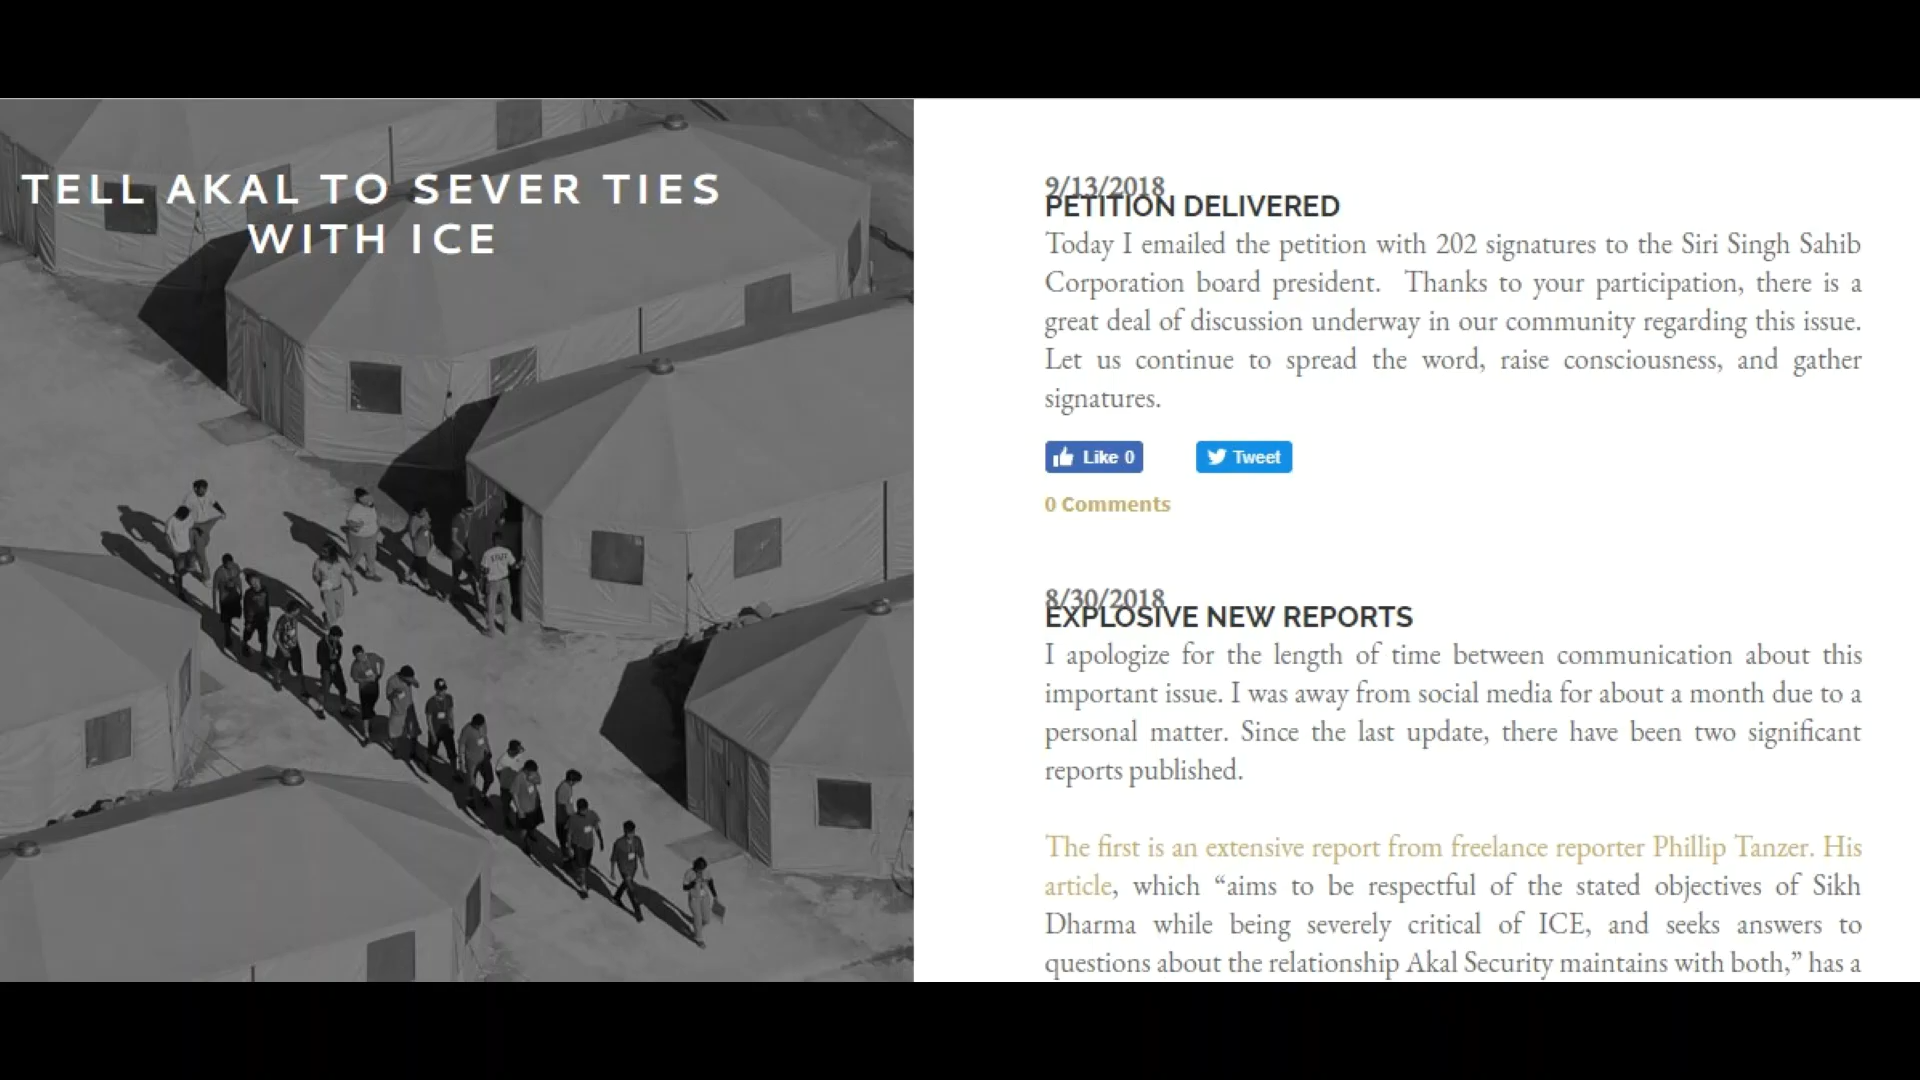 TELL AKAL TO SEVER TIES
WITH ICE
9/13/2018
PETITION DELIVERED
Today I emailed the petition with 202 signatures to the Siri Singh Sahib
Corporation board president. Thanks to your participation, there is a
great deal of discussion underway in our community regarding this issue.
Let us continue to spread the word, raise consciousness, and gather
signatures.
Like 0
Tweet
0 Comments
8/30/2018
EXPLOSIVE NEW REPORTS
I apologize for the length of time between communication about this
important issue. I was away from social media for about a month due to a
personal matter. Since the last update, there have been two significant
reports published.
The first is an extensive report from freelance reporter Phillip Tanzer. His
article, which “aims to be respectful of the stated objectives of Sikh
Dharma while being severely critical of ICE, and seeks answers to
questions about the relationship Akal Security maintains with both,” has a